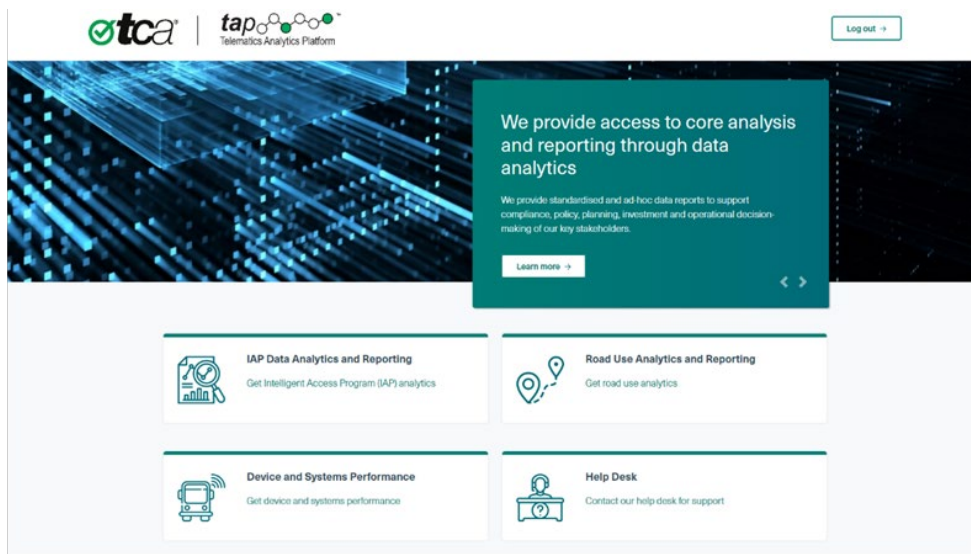 tca
tap
Telematics Analytics Platform
Log out →
We provide access to core analysis
and reporting through data
analytics
We provide standardised and ad-hoc data reports to support
compliance, policy, planning, investment and operational decision-
making of our key stakeholders.
Learn more →
IAP Data Analytics and Reporting
Get Intelligent Access Program (IAP) analytics
Road Use Analytics and Reporting
Get road use analytics
Device and Systems Performance
Get device and systems performance
Help Desk
Contact our help desk for support